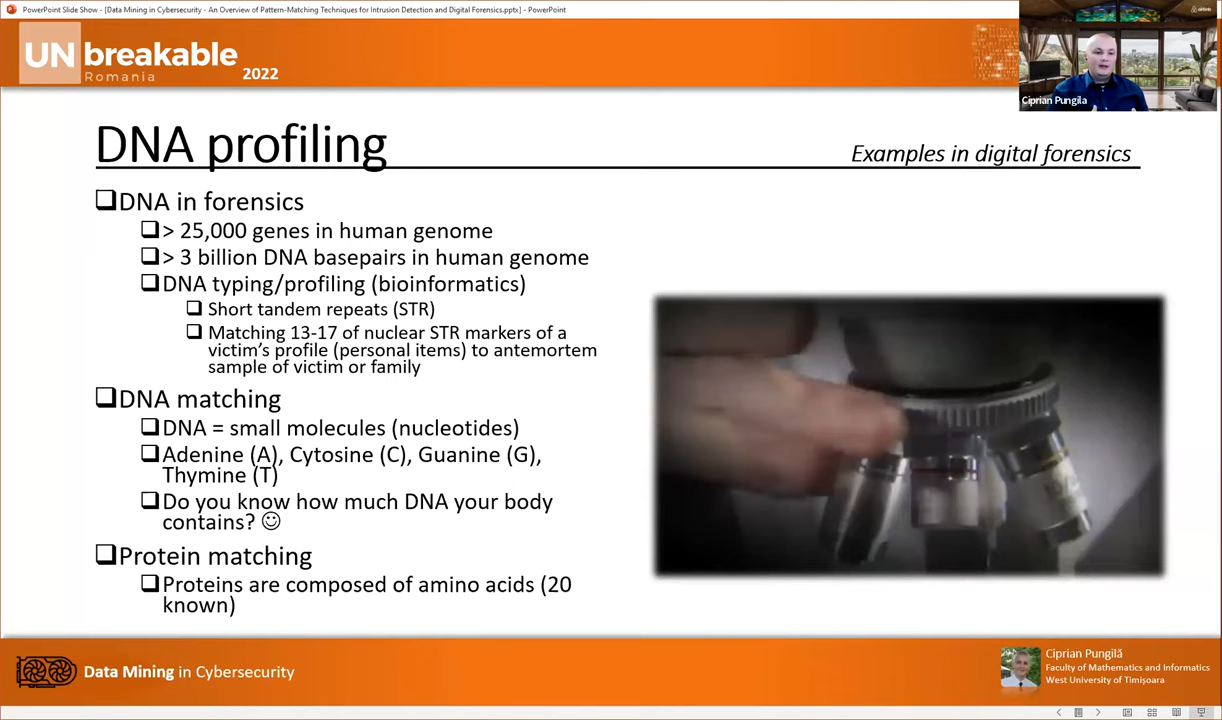 PowerPoint Slide Show - [Data Mining in Cybersecurity - An Overview of Pattern-Matching Techniques for Intrusion Detection and Digital Forensics.pptx] - PowerPoint
UNbreakable
Romania 2022
Ciprian Pungila
DNA profiling
Examples in digital forensics
DNA in forensics
> 25,000 genes in human genome
> 3 billion DNA basepairs in human genome
DNA typing/profiling (bioinformatics)
Short tandem repeats (STR)
Matching 13-17 of nuclear STR markers of a
victim's profile (personal items) to antemortem
sample of victim or family
DNA matching
DNA = small molecules (nucleotides)
Adenine (A), Cytosine (C), Guanine (G),
Thymine (T)
Do you know how much DNA your body
contains? ☺
Protein matching
Proteins are composed of amino acids (20
known)
Data Mining in Cybersecurity
Ciprian Pungilă
Faculty of Mathematics and Informatics
West University of Timișoara